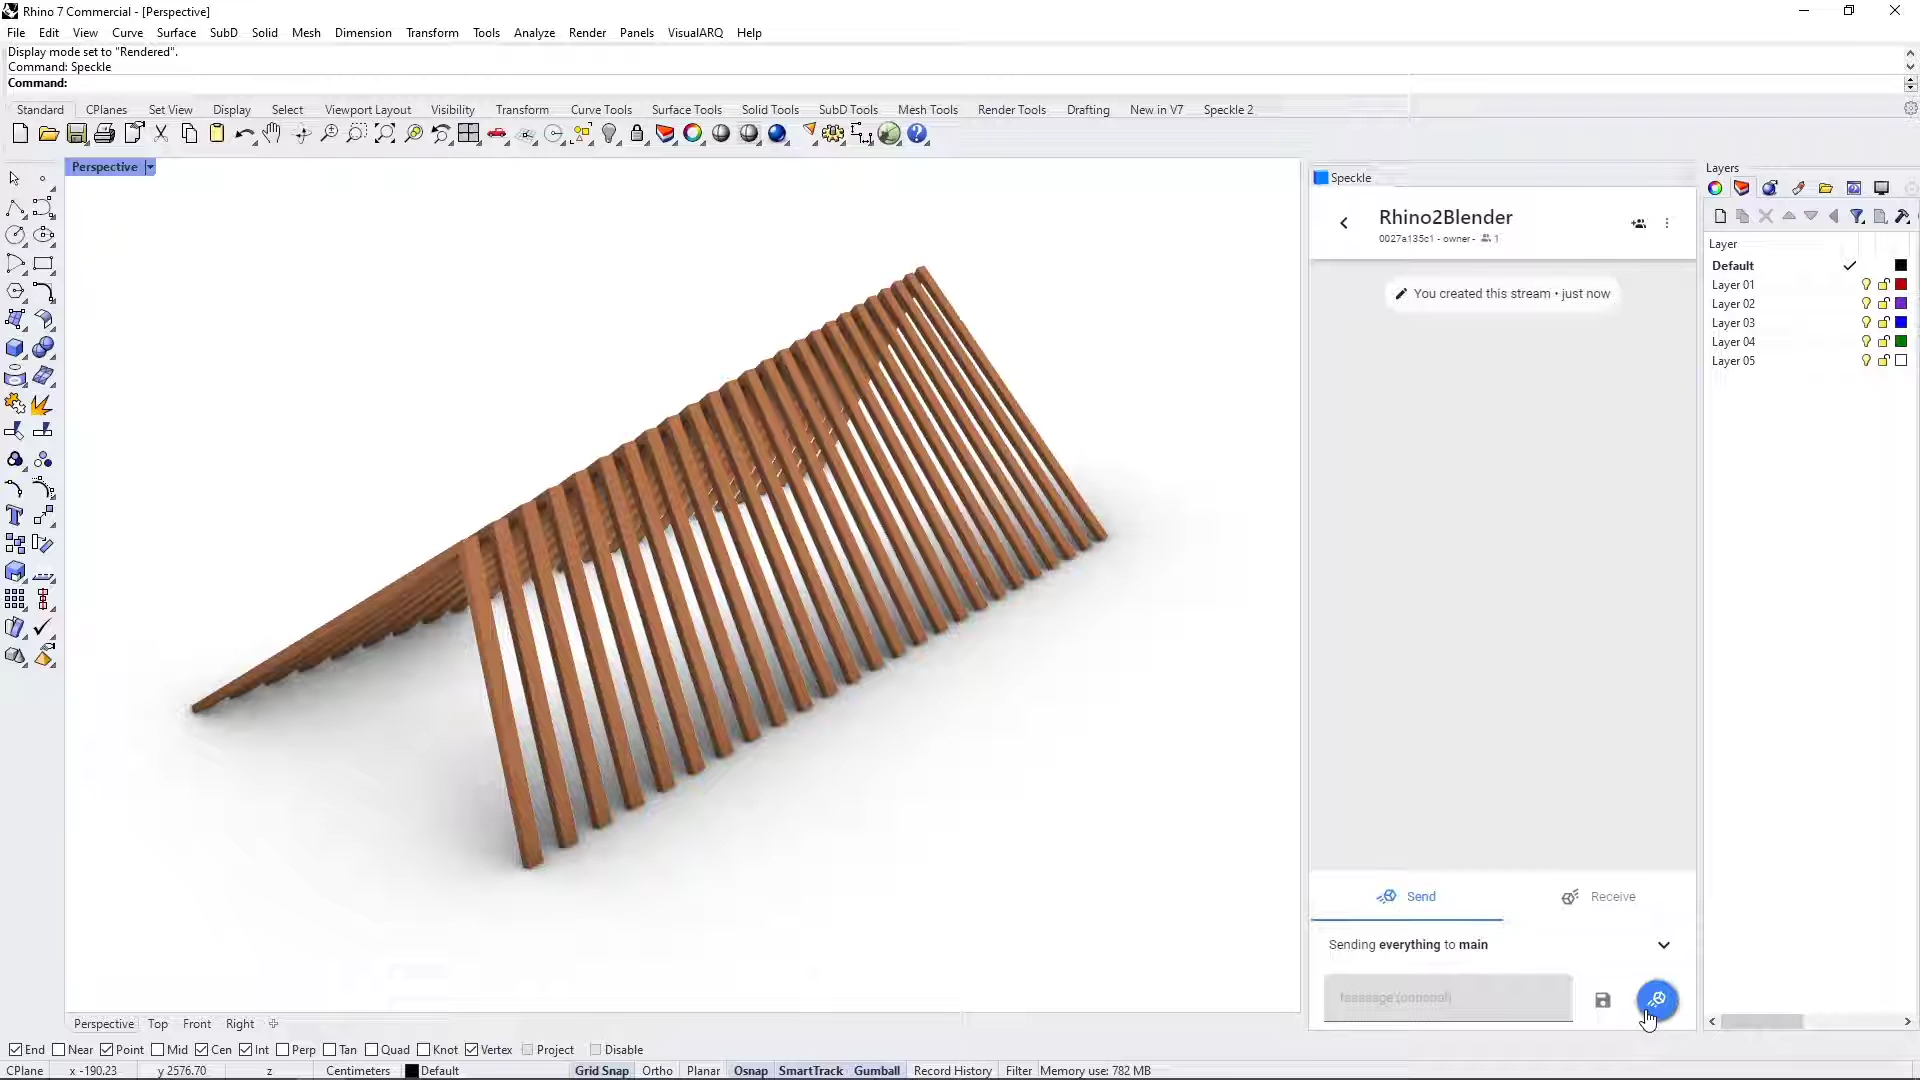 Rhino 7 Commercial - [Perspective]
File Edit View Curve Surface SubD Solid Mesh Dimension Transform Tools Analyze Render Panels VisualARQ Help
Display mode set to "Rendered".
Command: Speckle
Command:
Standard CPlanes Set View Display Select Viewport Layout Visibility Transform Curve Tools Surface Tools Solid Tools SubD Tools Mesh Tools Render Tools Drafting New in V7 Speckle 2
Perspective
Speckle
Rhino2Blender
0027a135c1 - owner - 1
You created this stream • just now
Layers
Layer
Default
Layer 01
Layer 02
Layer 03
Layer 04
Layer 05
Send Receive
Sending everything to main
(optional)
Perspective Top Front Right
End Near Point Mid Cen Int Perp Tan Quad Knot Vertex Project Disable
CPlane x -190.23 y 2576.70 z Centimeters Default Grid Snap Ortho Planar Osnap SmartTrack Gumball Record History Filter Memory use: 782 MB